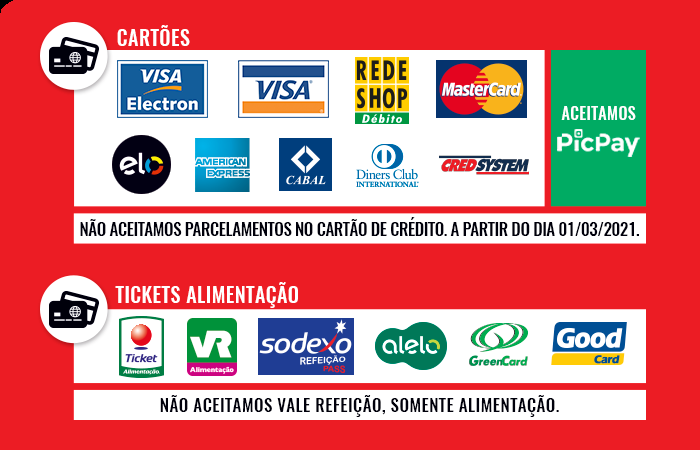 CARTÕES
VISA
Electron
VISA
REDE
SHOP
Débito
MasterCard
ACEITAMOS
PicPay
elo
AMERICAN
EXPRESS
CABAL
Diners Club
INTERNATIONAL
CREDSYSTEM
NÃO ACEITAMOS PARCELAMENTOS NO CARTÃO DE CRÉDITO. A PARTIR DO DIA 01/03/2021.
TICKETS ALIMENTAÇÃO
Ticket
Alimentação
VR
Alimentação
sodexo
REFEIÇÃO
PASS
alelo
GreenCard
Good
Card
NÃO ACEITAMOS VALE REFEIÇÃO, SOMENTE ALIMENTAÇÃO.